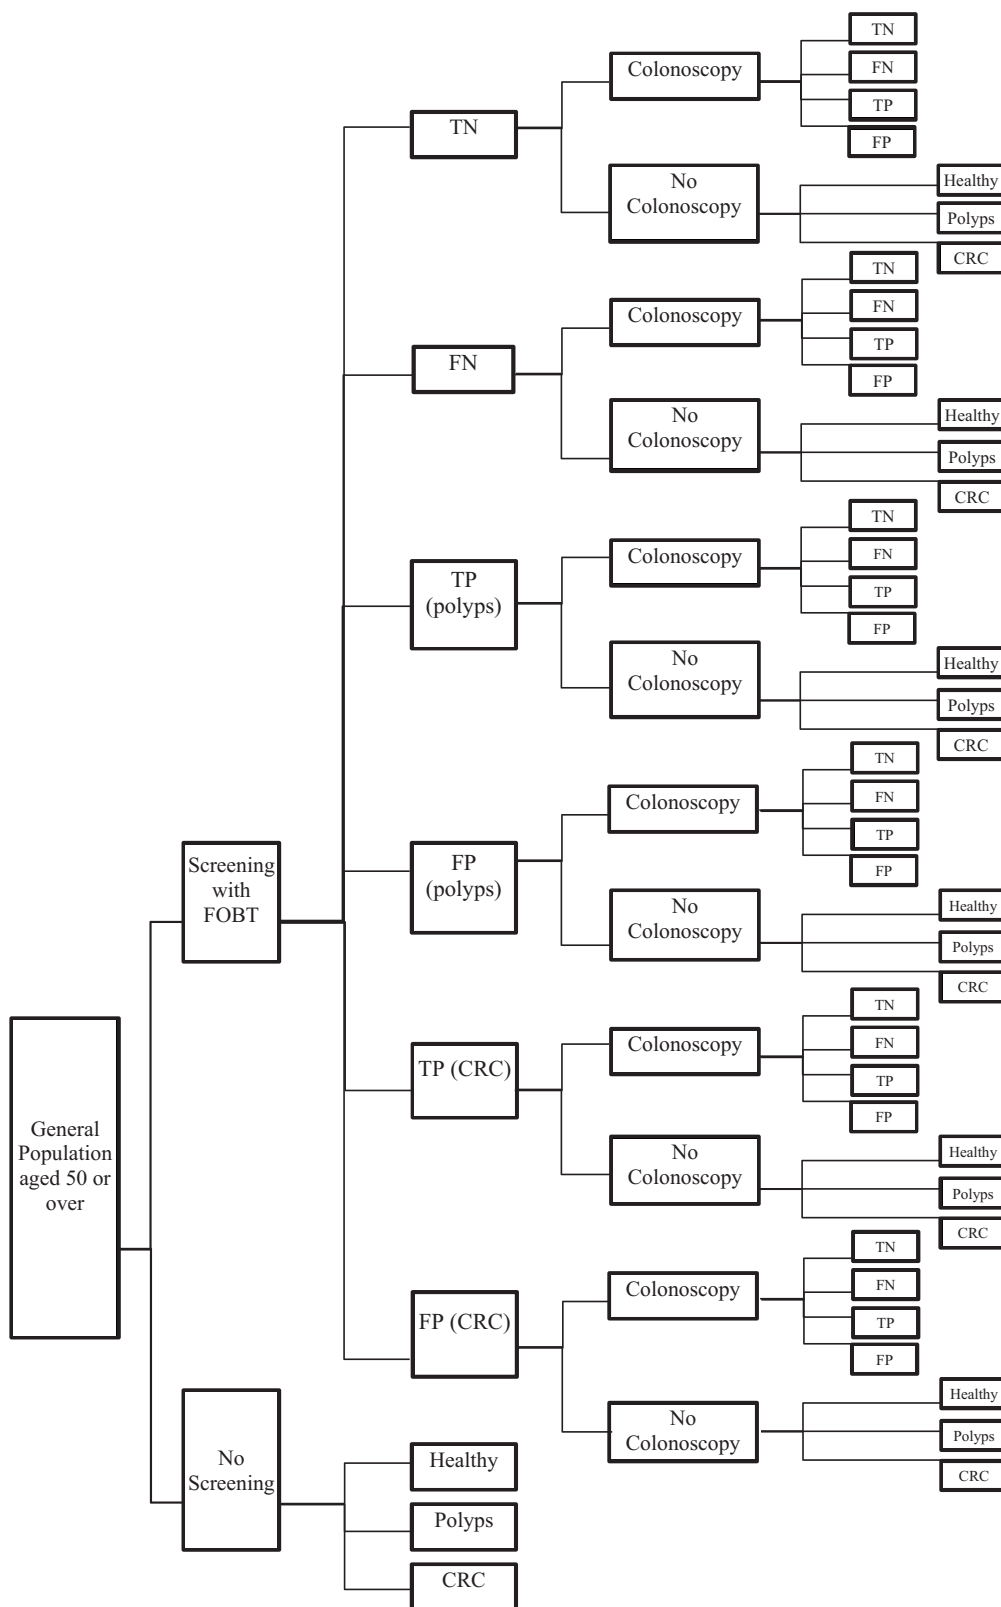 General
Population
aged 50 or
over
Screening
with
FOBT
TN
Colonoscopy
TN
FN
TP
FP
No
Colonoscopy
Healthy
Polyps
CRC
FN
Colonoscopy
TN
FN
TP
FP
No
Colonoscopy
Healthy
Polyps
CRC
TP
(polyps)
Colonoscopy
TN
FN
TP
FP
No
Colonoscopy
Healthy
Polyps
CRC
FP
(polyps)
Colonoscopy
TN
FN
TP
FP
No
Colonoscopy
Healthy
Polyps
CRC
TP (CRC)
Colonoscopy
TN
FN
TP
FP
No
Colonoscopy
Healthy
Polyps
CRC
FP (CRC)
Colonoscopy
TN
FN
TP
FP
No
Colonoscopy
Healthy
Polyps
CRC
No
Screening
Healthy
Polyps
CRC